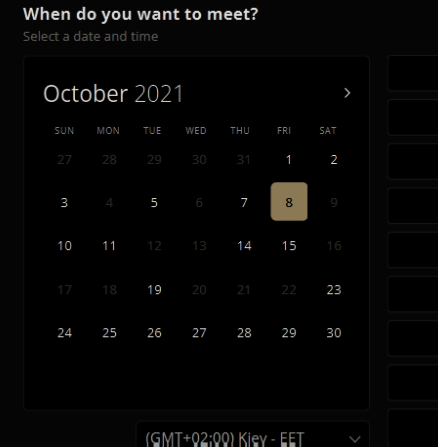 When do you want to meet?
Select a date and time
October 2021
SUN MON TUE WED THU FRI SAT
27 28 29 30 31 1 2
3 4 5 6 7 8 9
10 11 12 13 14 15 16
17 18 19 20 21 22 23
24 25 26 27 28 29 30
(GMT+02:00) Kiev - EET